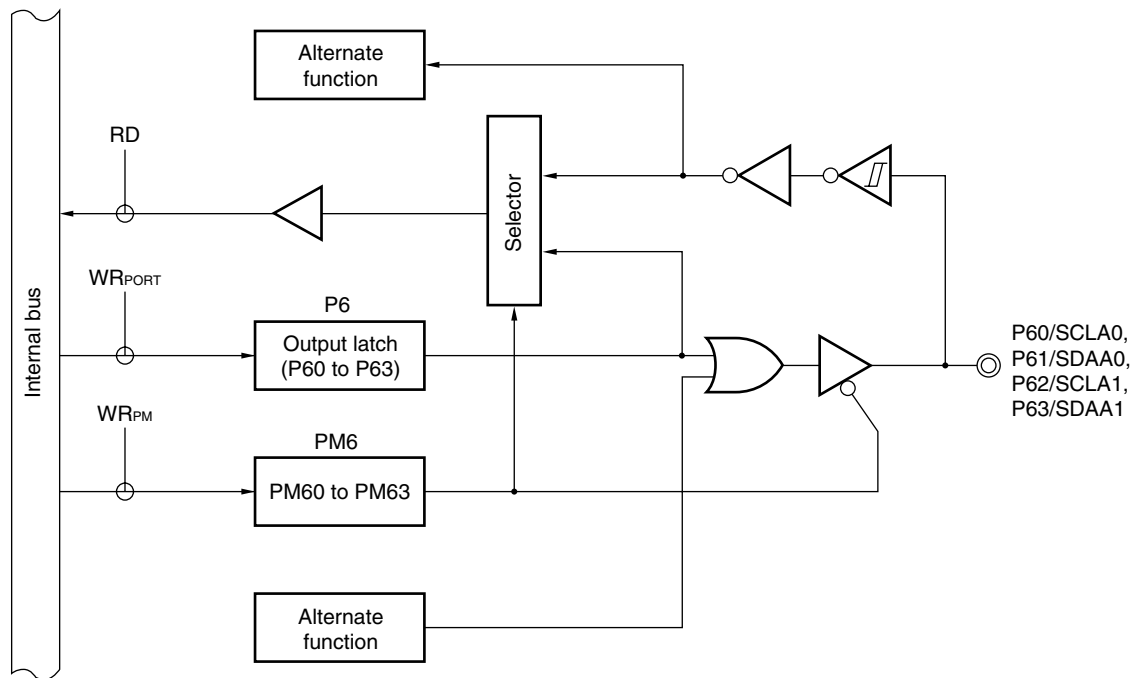 Alternate
function
RD
Selector
WRPORT
P6
Internal bus
Output latch
(P60 to P63)
P60/SCLA0,
P61/SDAA0,
P62/SCLA1,
P63/SDAA1
WRPM
PM6
PM60 to PM63
Alternate
function